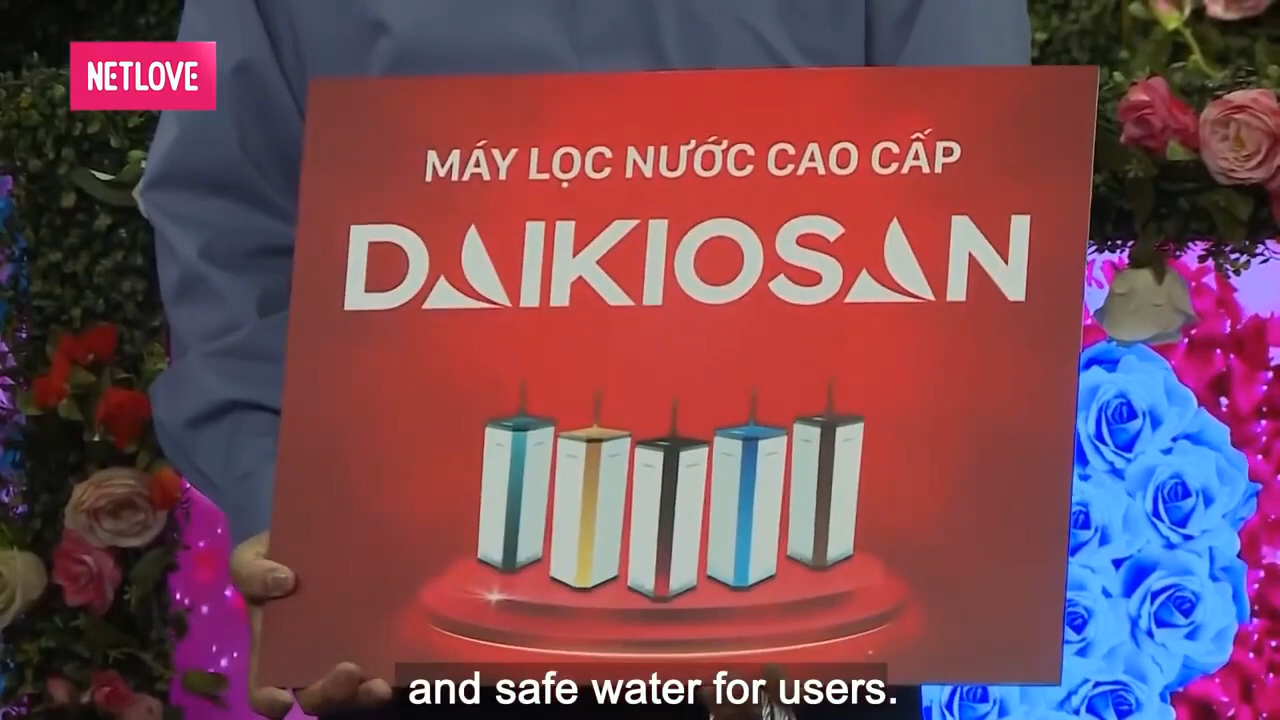 NETLOVE
MÁY LỌC NƯỚC CAO CẤP
DAIKIOSAN
and safe water for users.